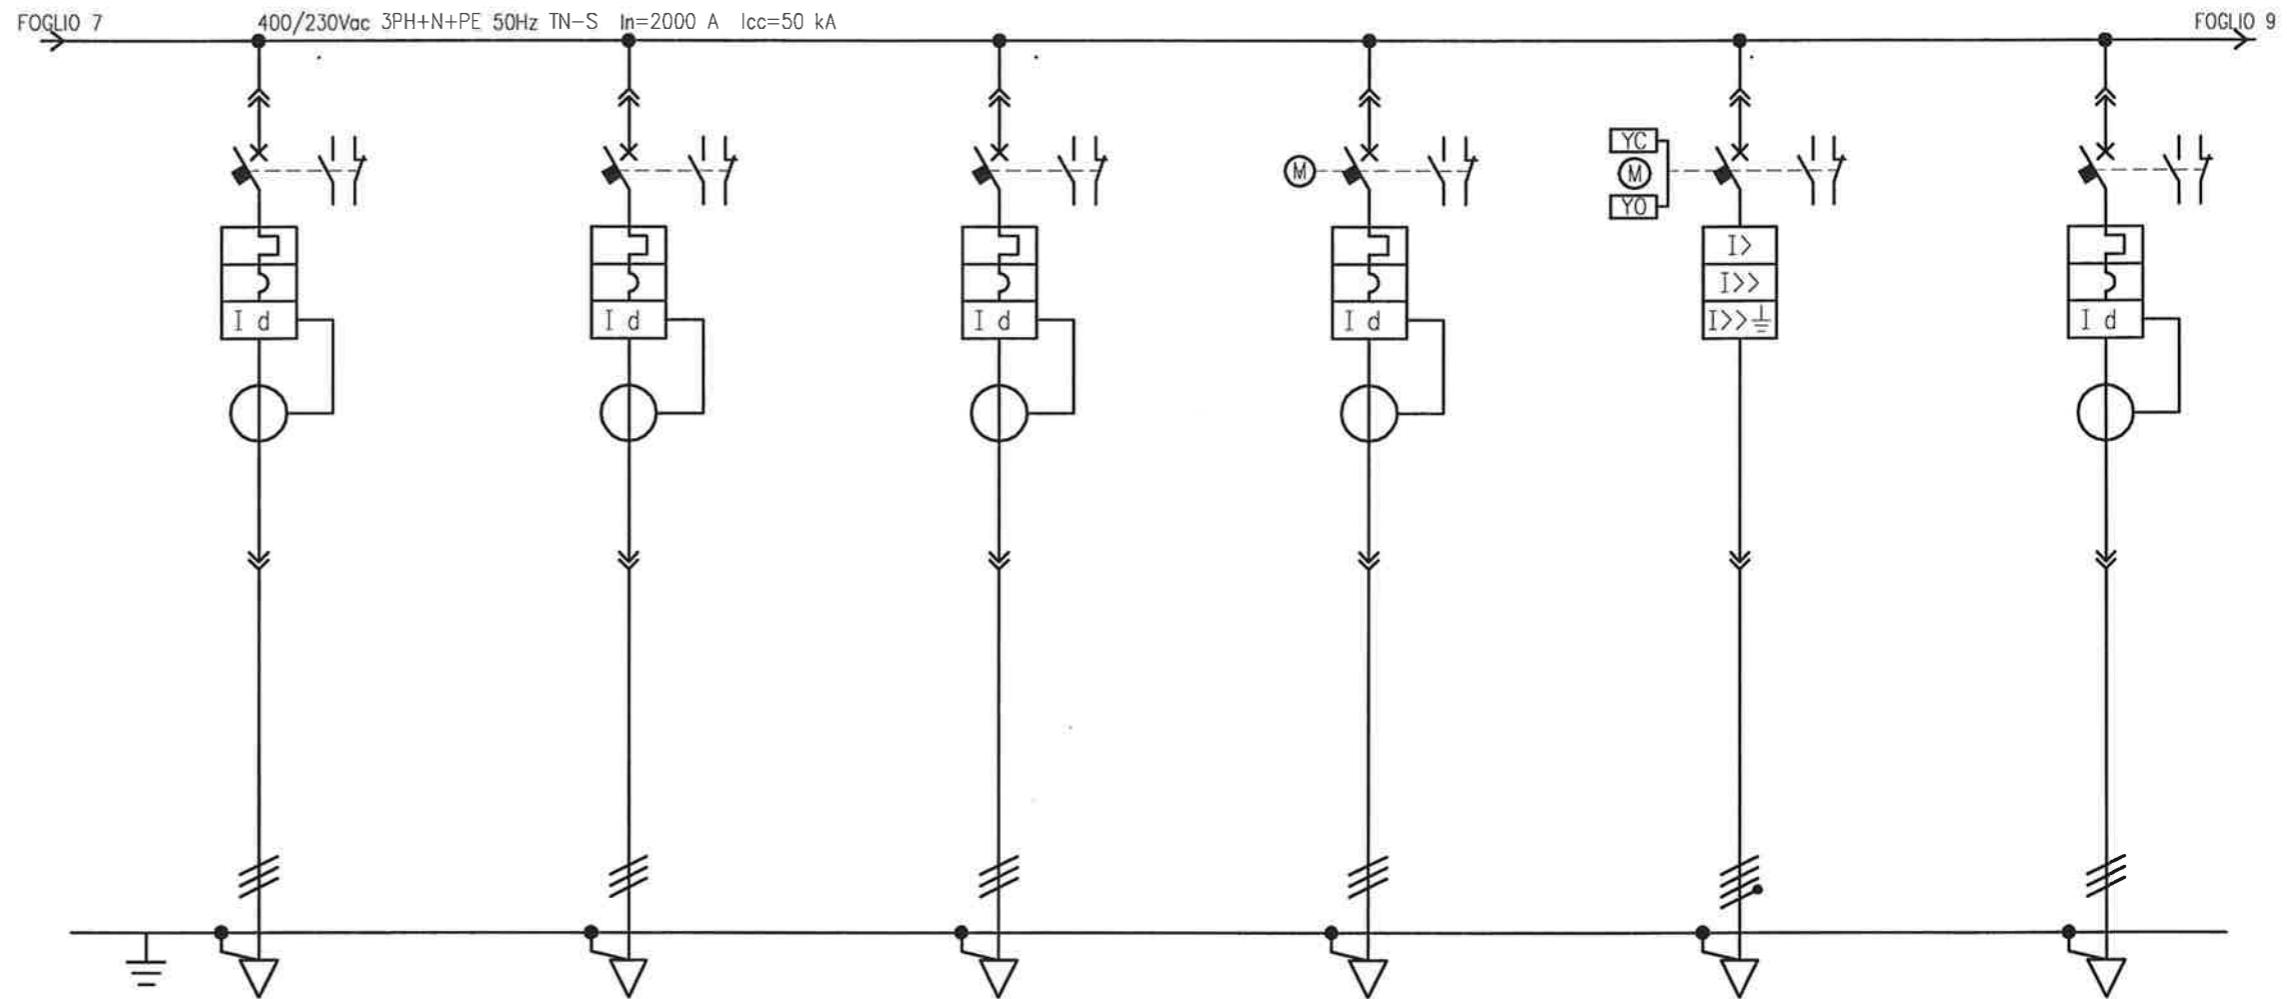 FOGLIO 7
400/230Vac 3PH+N+PE 50Hz TN-S In=2000 A Icc=50 kA
FOGLIO 9
M
YC
M
YO
I d
I d
I d
I d
I>
I>>
I>>
I d